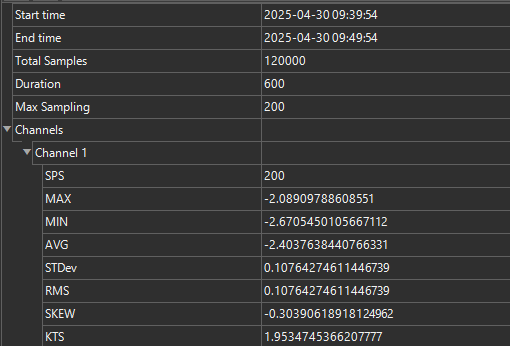 Start time 2025-04-30 09:39:54
End time 2025-04-30 09:49:54
Total Samples 120000
Duration 600
Max Sampling 200
Channels
Channel 1
SPS 200
MAX -2.08909788608551
MIN -2.6705450105667112
AVG -2.4037638440766331
STDev 0.10764274611446739
RMS 0.10764274611446739
SKEW -0.30390618918124962
KTS 1.9534745366207777